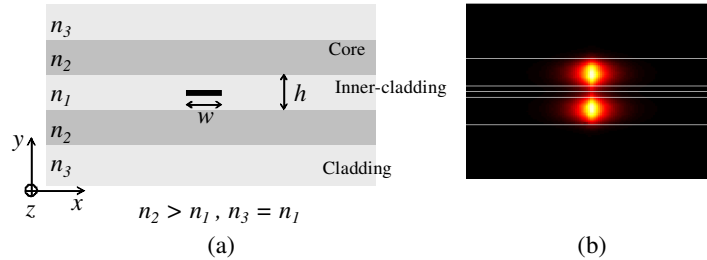 n3
Core
n2
Inner-cladding
n1
h
w
n2
y
n3
Cladding
z
x
n2 > n1 , n3 = n1
(a)
(b)